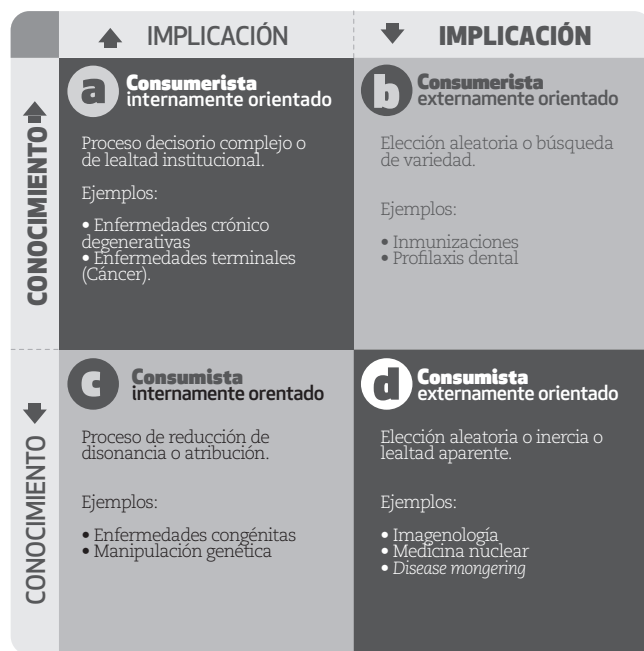 IMPLICACIÓN
IMPLICACIÓN
CONOCIMIENTO
a
Consumerista
internamente orientado
Proceso decisorio complejo o
de lealtad institucional.
Ejemplos:
• Enfermedades crónico
degenerativas
• Enfermedades terminales
(Cáncer).
b
Consumerista
externamente orientado
Elección aleatoria o búsqueda
de variedad.
Ejemplos:
• Inmunizaciones
• Profilaxis dental
CONOCIMIENTO
c
Consumista
internamente orentado
Proceso de reducción de
disonancia o atribución.
Ejemplos:
• Enfermedades congénitas
• Manipulación genética
d
Consumista
externamente orientado
Elección aleatoria o inercia o
lealtad aparente.
Ejemplos:
• Imagenología
• Medicina nuclear
• Disease mongering